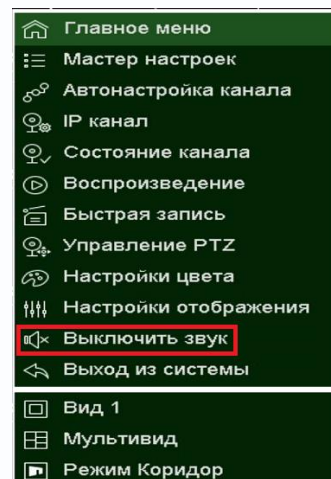 Главное меню
Мастер настроек
Автонастройка канала
IP канал
Состояние канала
Воспроизведение
Быстрая запись
Управление PTZ
Настройки цвета
Настройки отображения
Выключить звук
Выход из системы
Вид 1
Мультивид
Режим Коридор